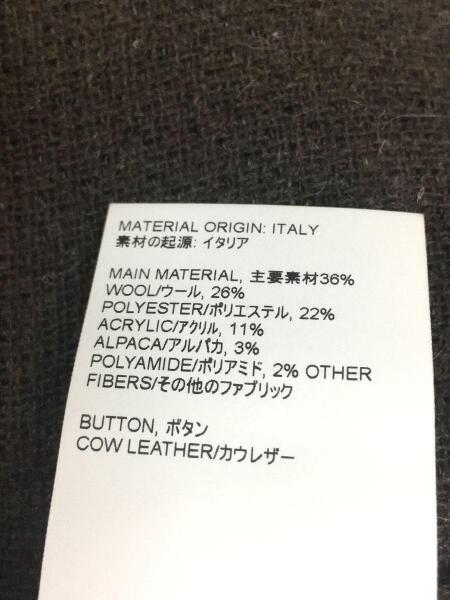 MATERIAL ORIGIN: ITALY
素材の起源: イタリア
MAIN MATERIAL, 主要素材36%
WOOL/ウール, 26%
POLYESTER/ポリエステル, 22%
ACRYLIC/アクリル, 11%
ALPACA/アルパカ, 3%
POLYAMIDE/ポリアミド, 2% OTHER
FIBERS/その他のファブリック
BUTTON, ボタン
COW LEATHER/カウレザー